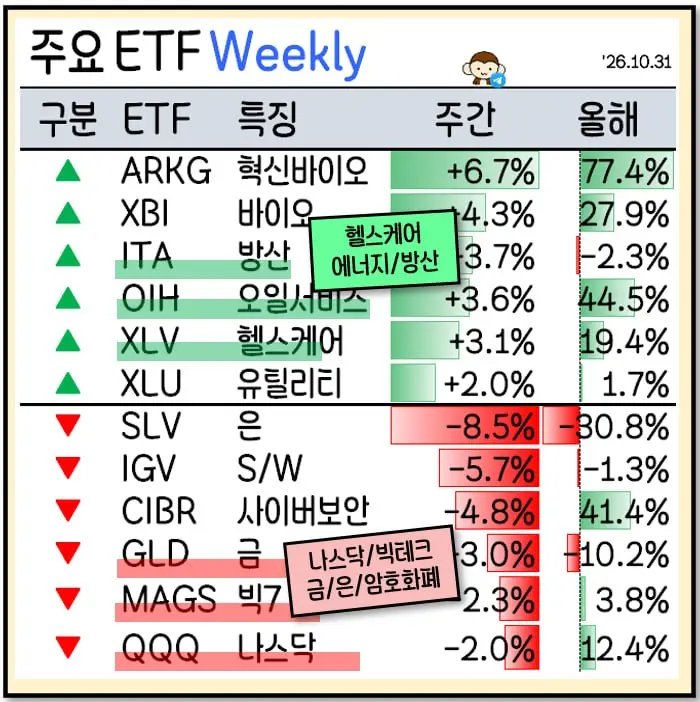 주요 ETF Weekly
'26.10.31
구분 ETF 특징 주간 올해
▲ ARKG 혁신바이오 +6.7% 77.4%
▲ XBI 바이오 +4.3% 27.9%
헬스케어
에너지/방산
▲ ITA 방산 +3.7% -2.3%
▲ OIH 오일서비스 +3.6% 44.5%
▲ XLV 헬스케어 +3.1% 19.4%
▲ XLU 유틸리티 +2.0% 1.7%
▼ SLV 은 -8.5% -30.8%
▼ IGV S/W -5.7% -1.3%
▼ CIBR 사이버보안 -4.8% 41.4%
나스닥/빅테크
금/은/암호화폐
▼ GLD 금 -3.0% -10.2%
▼ MAGS 빅7 -2.3% 3.8%
▼ QQQ 나스닥 -2.0% 12.4%